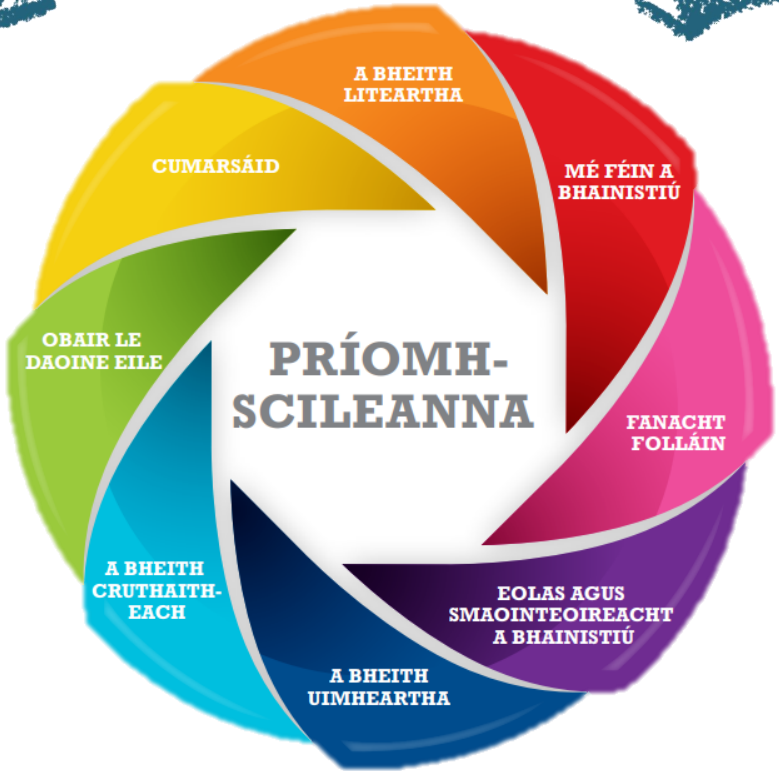 PRÍOMH-
SCILEANNA
A BHEITH
LITEARTHA
MÉ FÉIN A
BHAINISTIÚ
FANACHT
FOLLÁIN
EOLAS AGUS
SMAOINTEOIREACHT
A BHAINISTIÚ
A BHEITH
UIMHEARTHA
A BHEITH
CRUTHAITH-
EACH
OBAIR LE
DAOINE EILE
CUMARSÁID